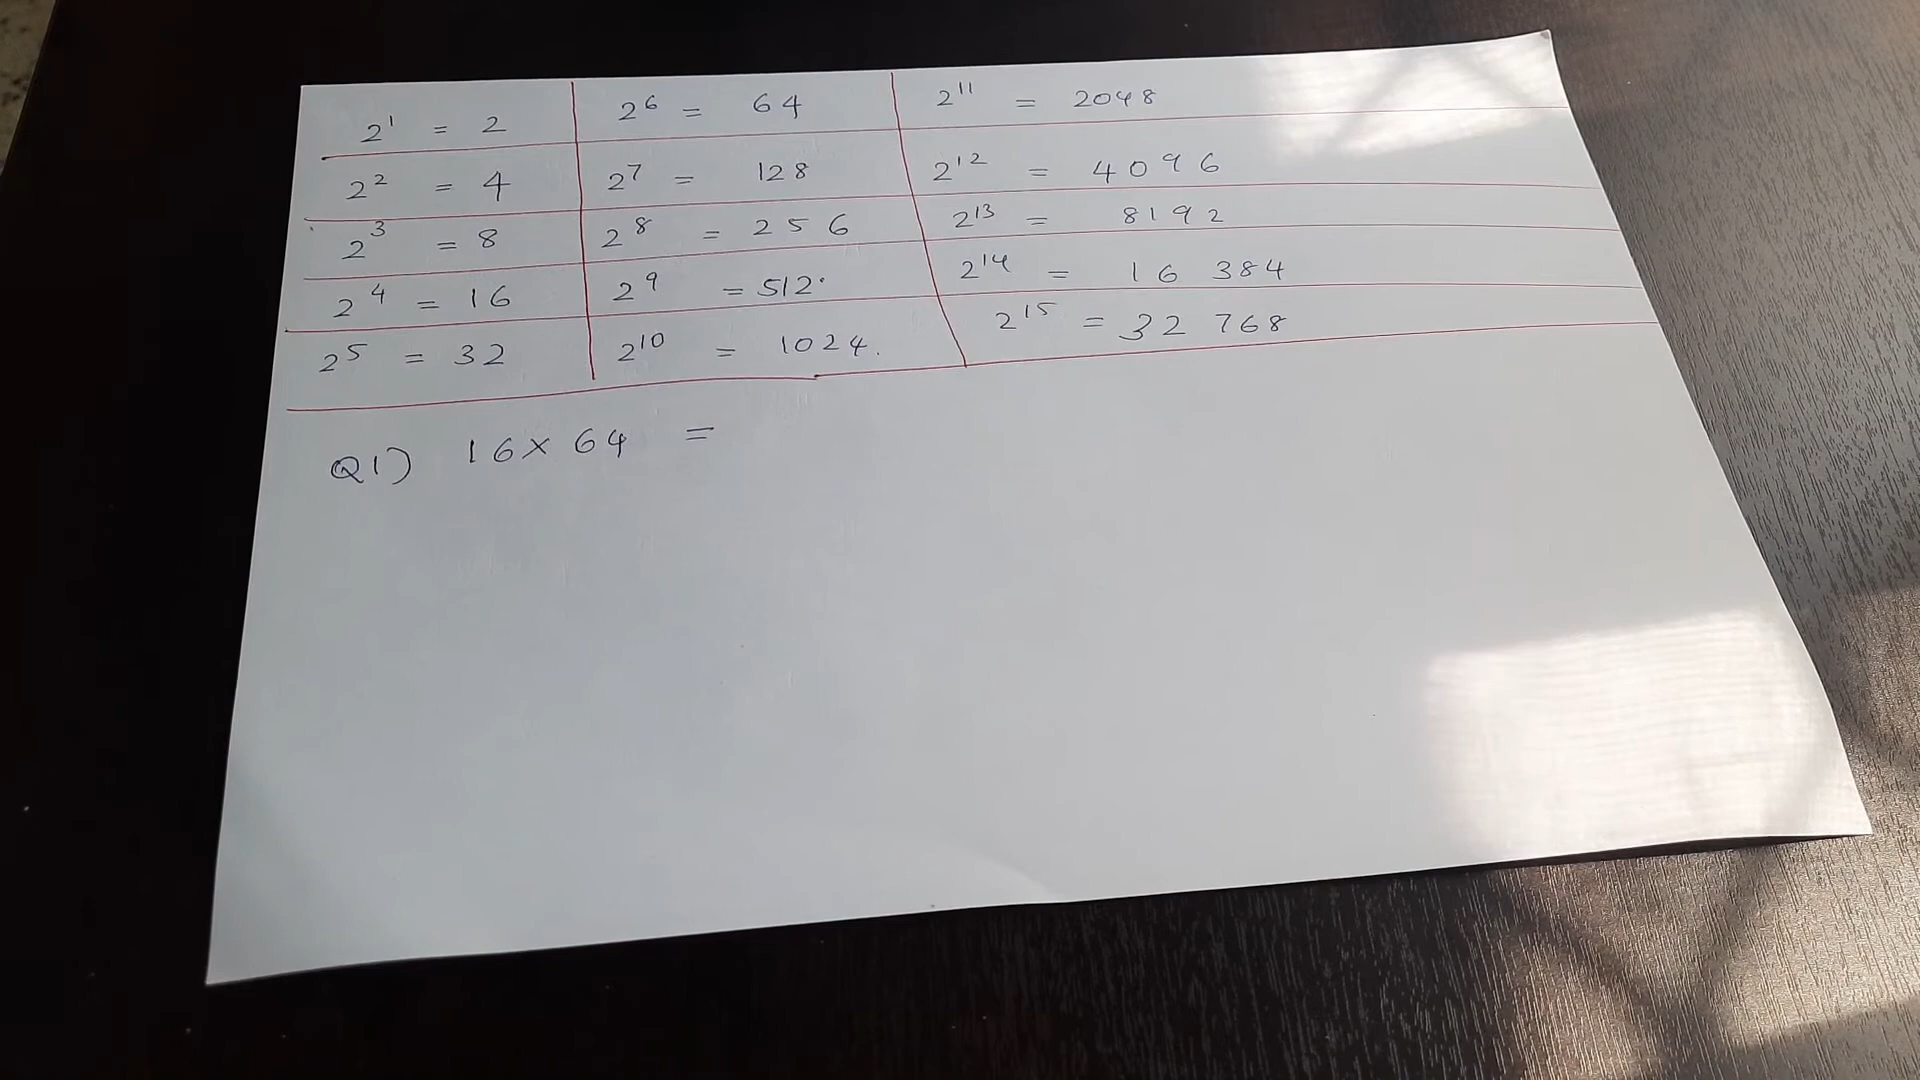 2¹ = 2
2² = 4
2³ = 8
2⁴ = 16
2⁵ = 32
2⁶ = 64
2⁷ = 128
2⁸ = 256
2⁹ = 512.
2¹⁰ = 1024.
2¹¹ = 2048
2¹² = 4096
2¹³ = 8192
2¹⁴ = 16 384
2¹⁵ = 32 768
Q1) 16 × 64 =